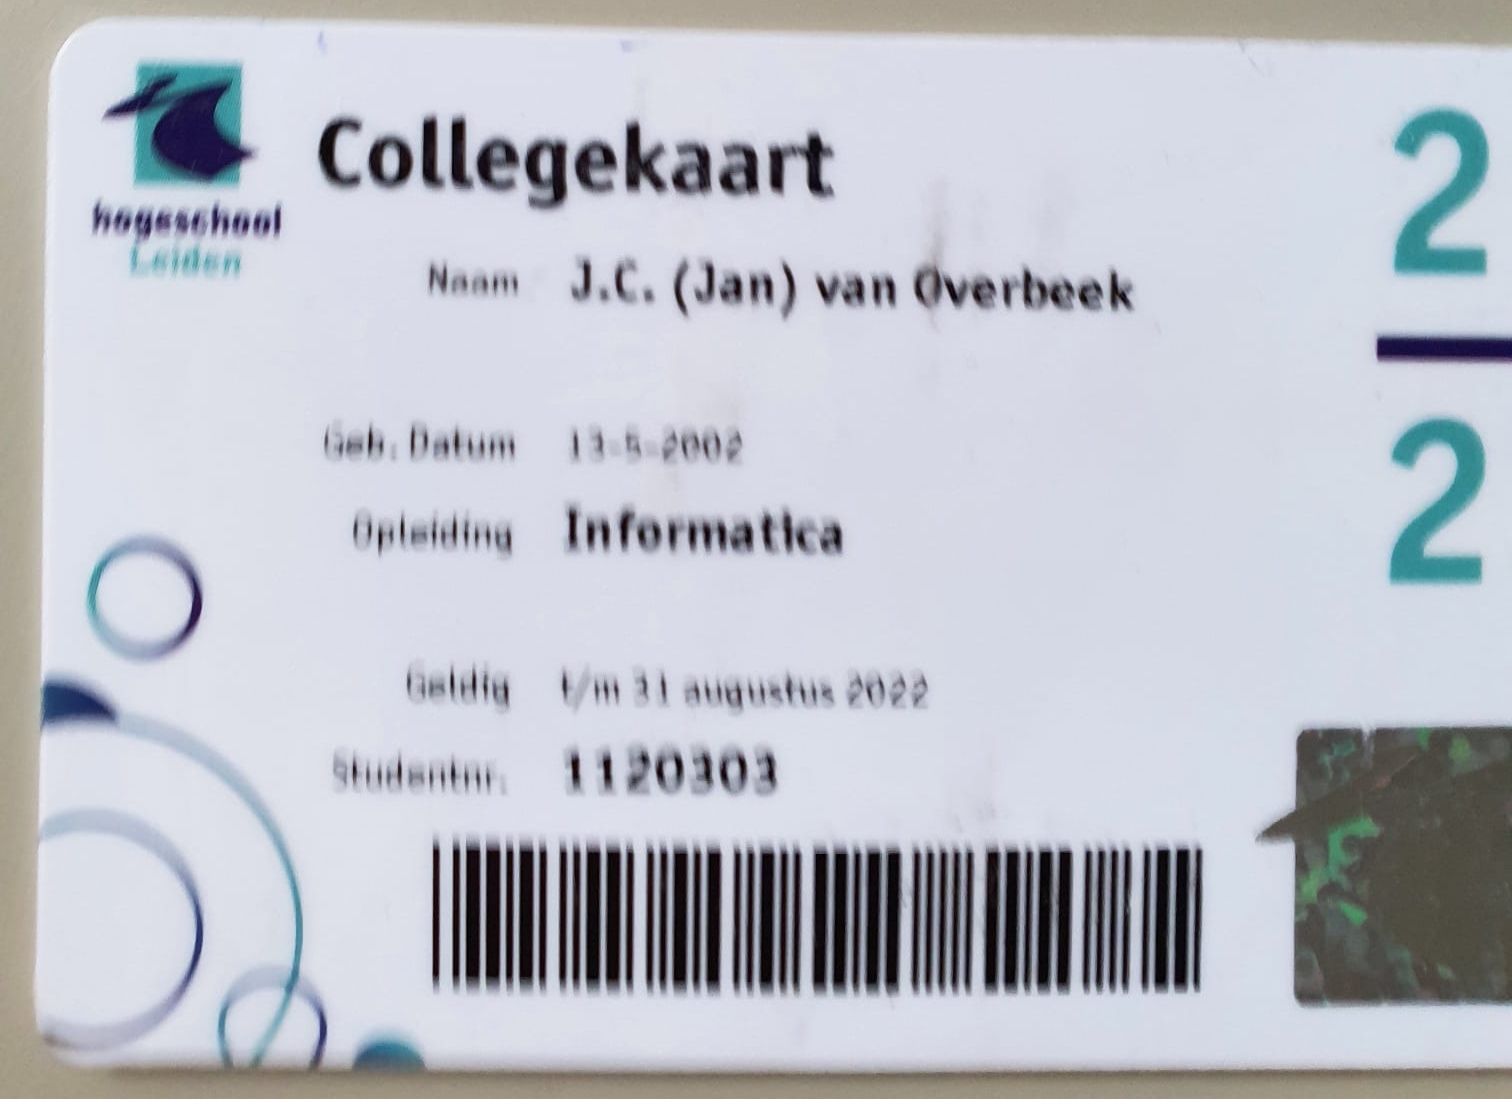 hogeschool
Leiden
Collegekaart
Naam J.C. (Jan) van Overbeek
Geb. Datum 13-5-2002
Opleiding Informatica
Geldig t/m 31 augustus 2022
Studentnr. 1120303
2
2